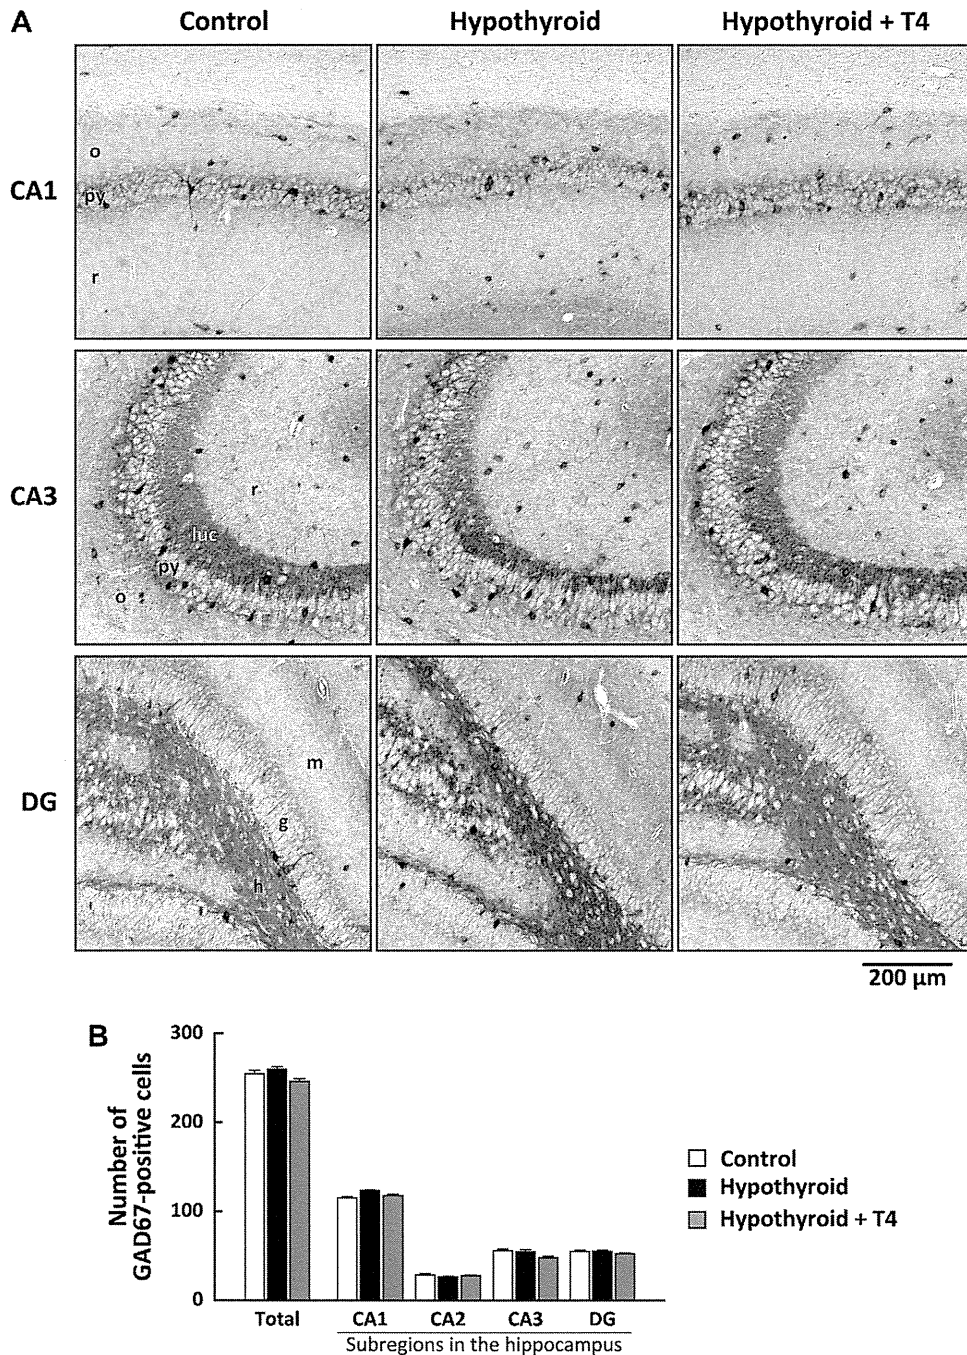 A
Control Hypothyroid Hypothyroid + T4
CA1
o
py
r
CA3
r
luc
py
o
DG
m
g
h
200 μm
B
Number of
GAD67-positive cells
300
200
100
0
Total CA1 CA2 CA3 DG
Subregions in the hippocampus
Control
Hypothyroid
Hypothyroid + T4